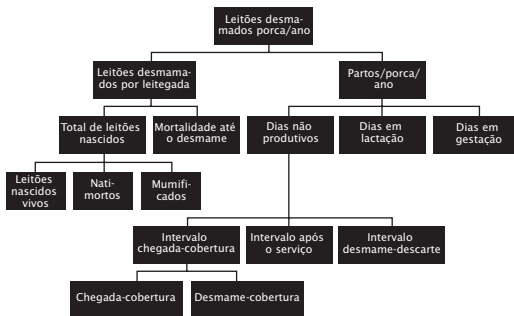 Leitões desma-
mados porca/ano
Leitões desmama-
dos por leitegada
Partos/porca/
ano
Total de leitões
nascidos
Mortalidade até
o desmame
Dias não
produtivos
Dias em
lactação
Dias em
gestação
Leitões
nascidos
vivos
Nati-
mortos
Mumifi-
cados
Intervalo
chegada-cobertura
Intervalo após
o serviço
Intervalo
desmame-descarte
Chegada-cobertura
Desmame-cobertura